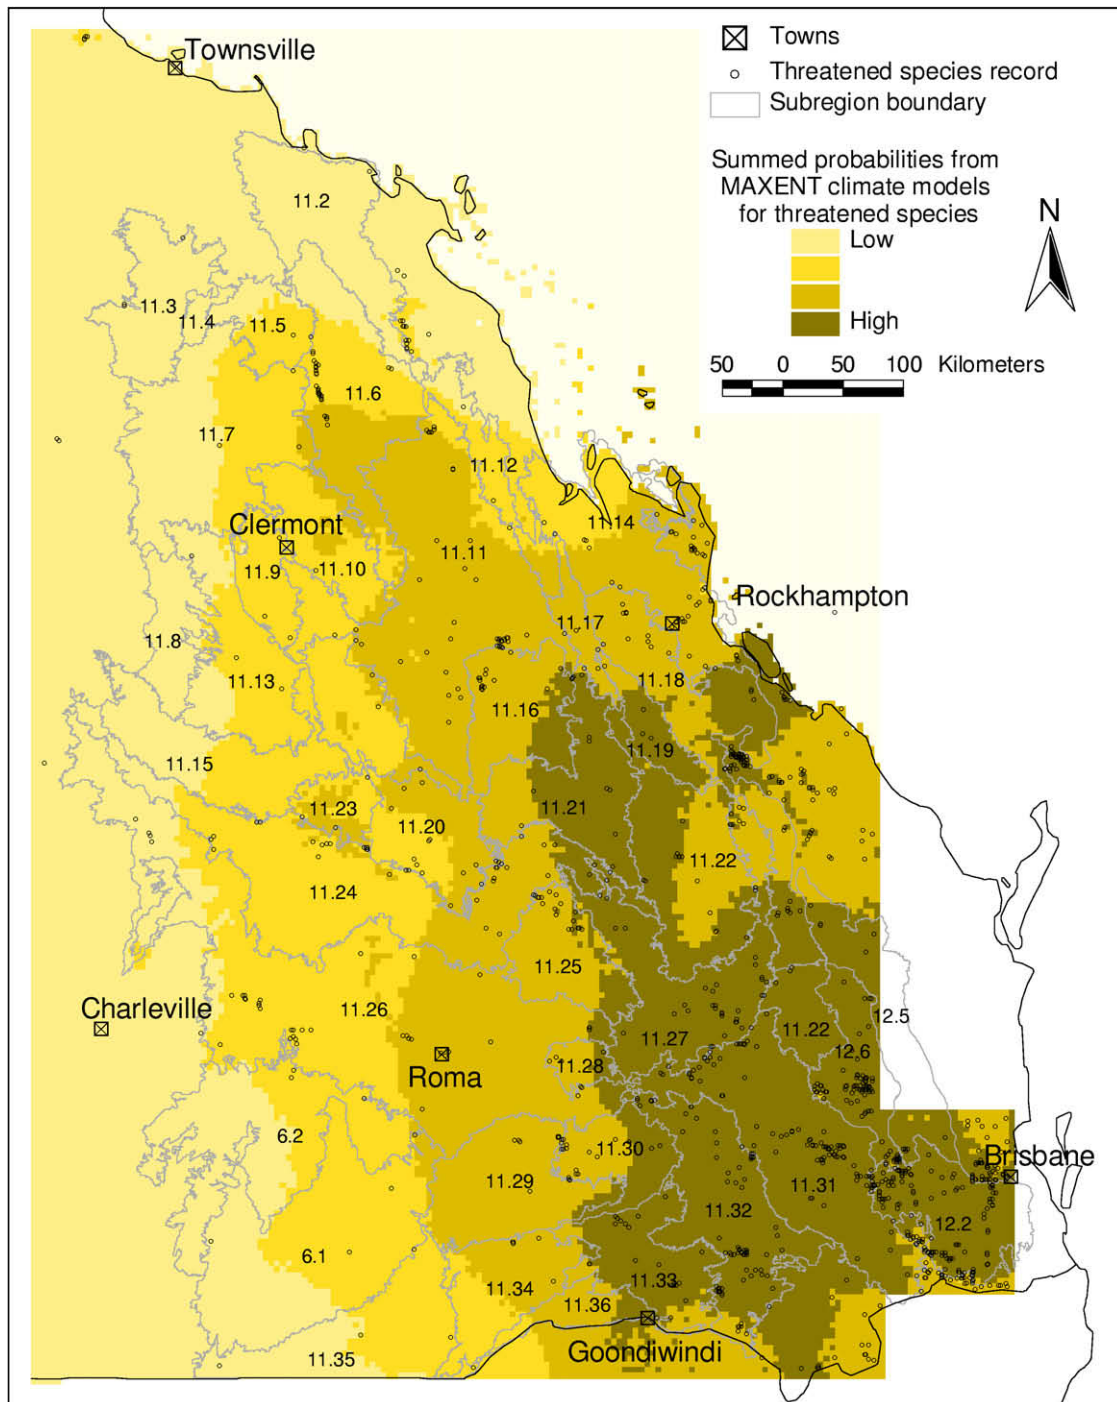 Townsville
Towns
Threatened species record
Subregion boundary
Summed probabilities from
MAXENT climate models
for threatened species
Low
High
N
50 0 50 100 Kilometers
11.2
11.3
11.4
11.5
11.6
11.7
11.12
Clermont
11.14
11.9
11.10
11.11
Rockhampton
11.17
11.8
11.13
11.18
11.16
11.19
11.15
11.23
11.20
11.21
11.22
11.24
11.25
Charleville
11.26
12.5
11.27
11.22
12.6
11.28
Roma
6.2
11.30
Brisbane
11.29
11.31
11.32
12.2
6.1
11.34
11.33
11.36
Goondiwindi
11.35